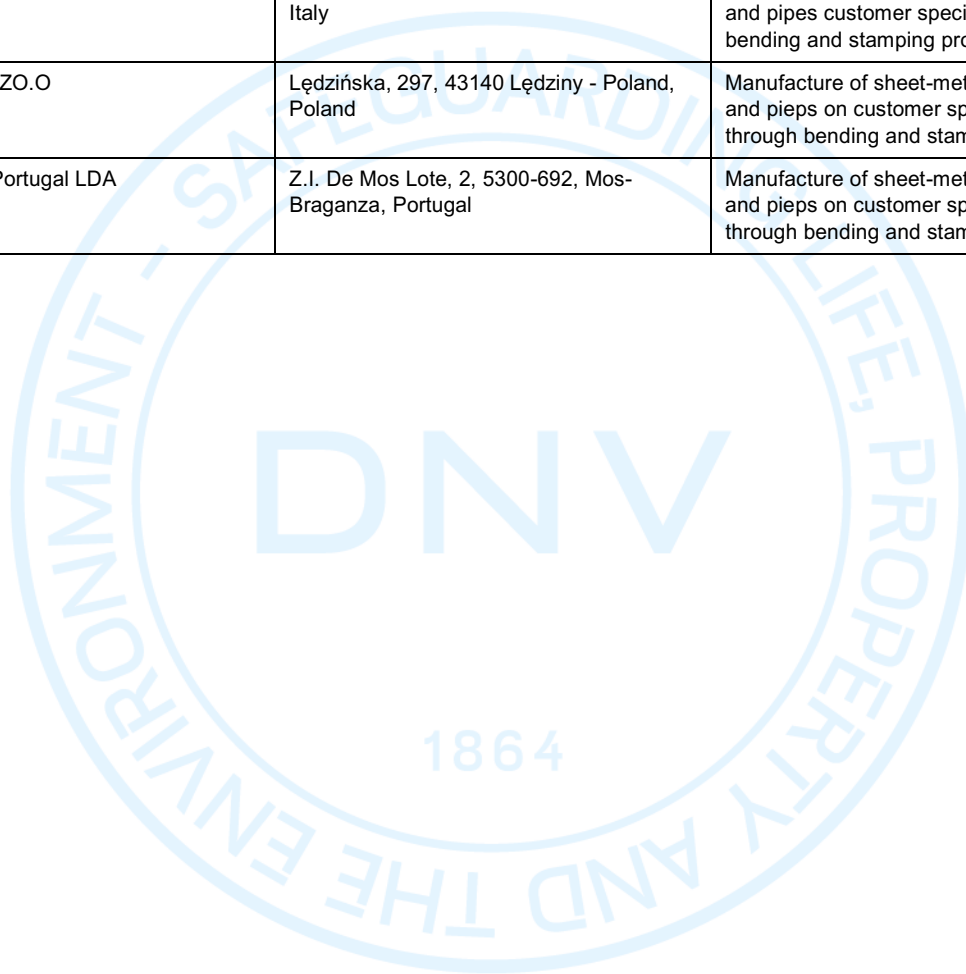 Italy
and pipes customer speci
bending and stamping pro
ZO.O
Lędzińska, 297, 43140 Lędziny - Poland,
Poland
Manufacture of sheet-met
and pieps on customer sp
through bending and stam
Portugal LDA
Z.I. De Mos Lote, 2, 5300-692, Mos-
Braganza, Portugal
Manufacture of sheet-met
and pieps on customer sp
through bending and stam
SAFEGUARDING LIFE, PROPERTY AND THE ENVIRONMENT -
DNV
1864